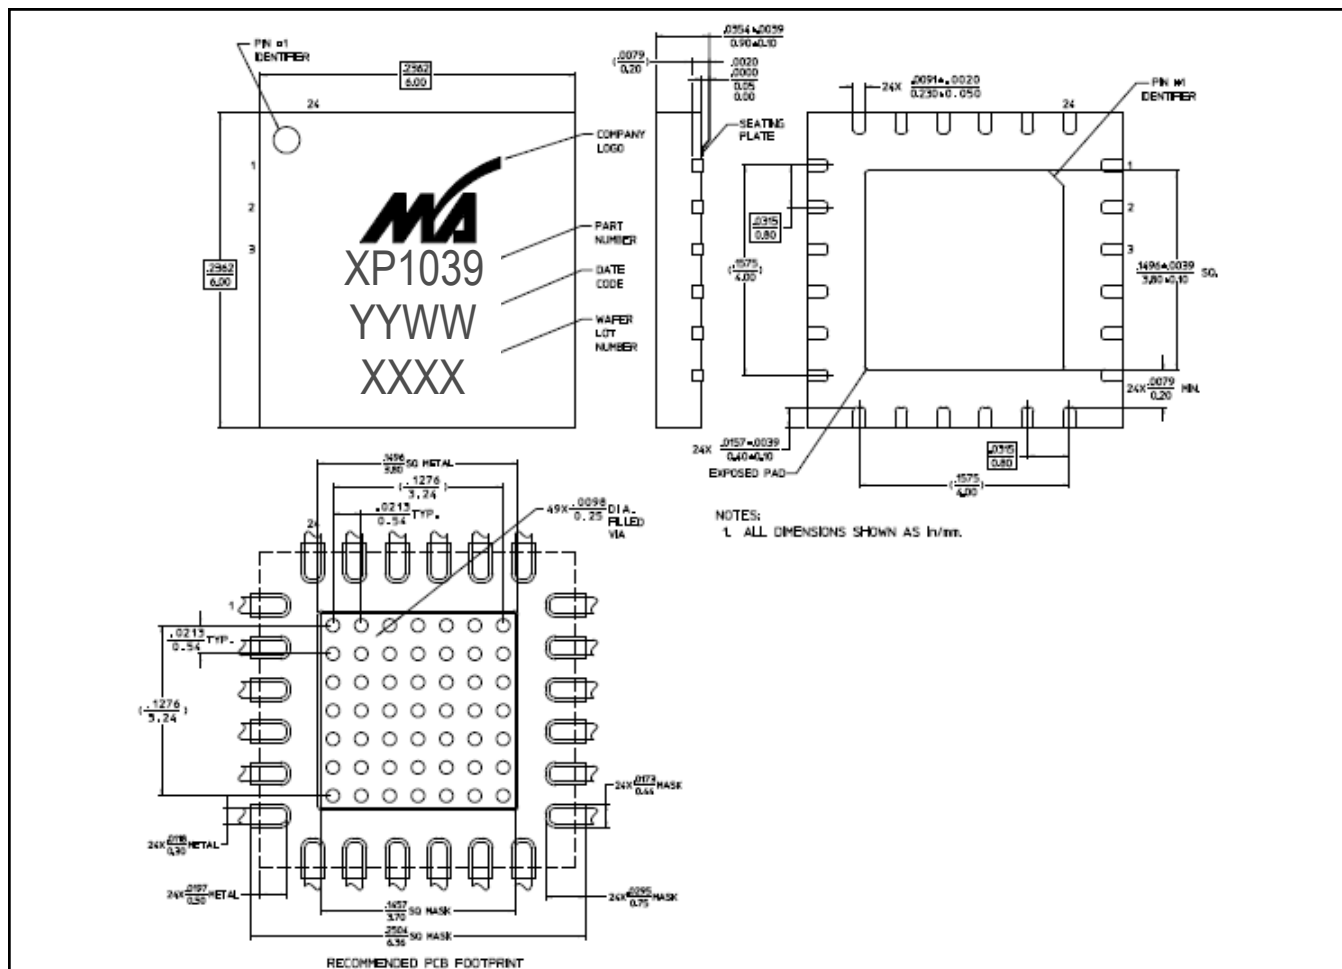 PIN #1
IDENTIFIER
.2362
6.00
24
1
2
3
.2362
6.00
COMPANY
LOGO
MA
XP1039
YYWW
XXXX
PART
NUMBER
DATE
CODE
WAFER
LOT
NUMBER
.0354±.0039
0.90±0.10
(.0079
0.20)
.0020
.0000
0.05
0.00
SEATING
PLATE
24X .0091±.0020
0.230±0.050
24
PIN #1
IDENTIFIER
1
2
3
.0315
0.80
(.1575
4.00)
.1496±.0039 SQ.
3.80±0.10
24X .0079 MIN.
0.20
24X .0157±.0039
0.40±0.10
EXPOSED PAD
.0315
0.80
(.1575
4.00)
NOTES:
1. ALL DIMENSIONS SHOWN AS in/mm.
.1496 SQ METAL
3.80
(.1276
3.24)
.0213 TYP.
0.54
49X .0098 DIA.
0.25 FILLED
VIA
24
1
.0213 TYP.
0.54
(.1276
3.24)
24X .0118 METAL
0.30
24X .0197 METAL
0.50
24X .0173 MASK
0.44
24X .0295 MASK
0.75
.1457 SQ MASK
3.70
.2504 SQ MASK
6.36
RECOMMENDED PCB FOOTPRINT